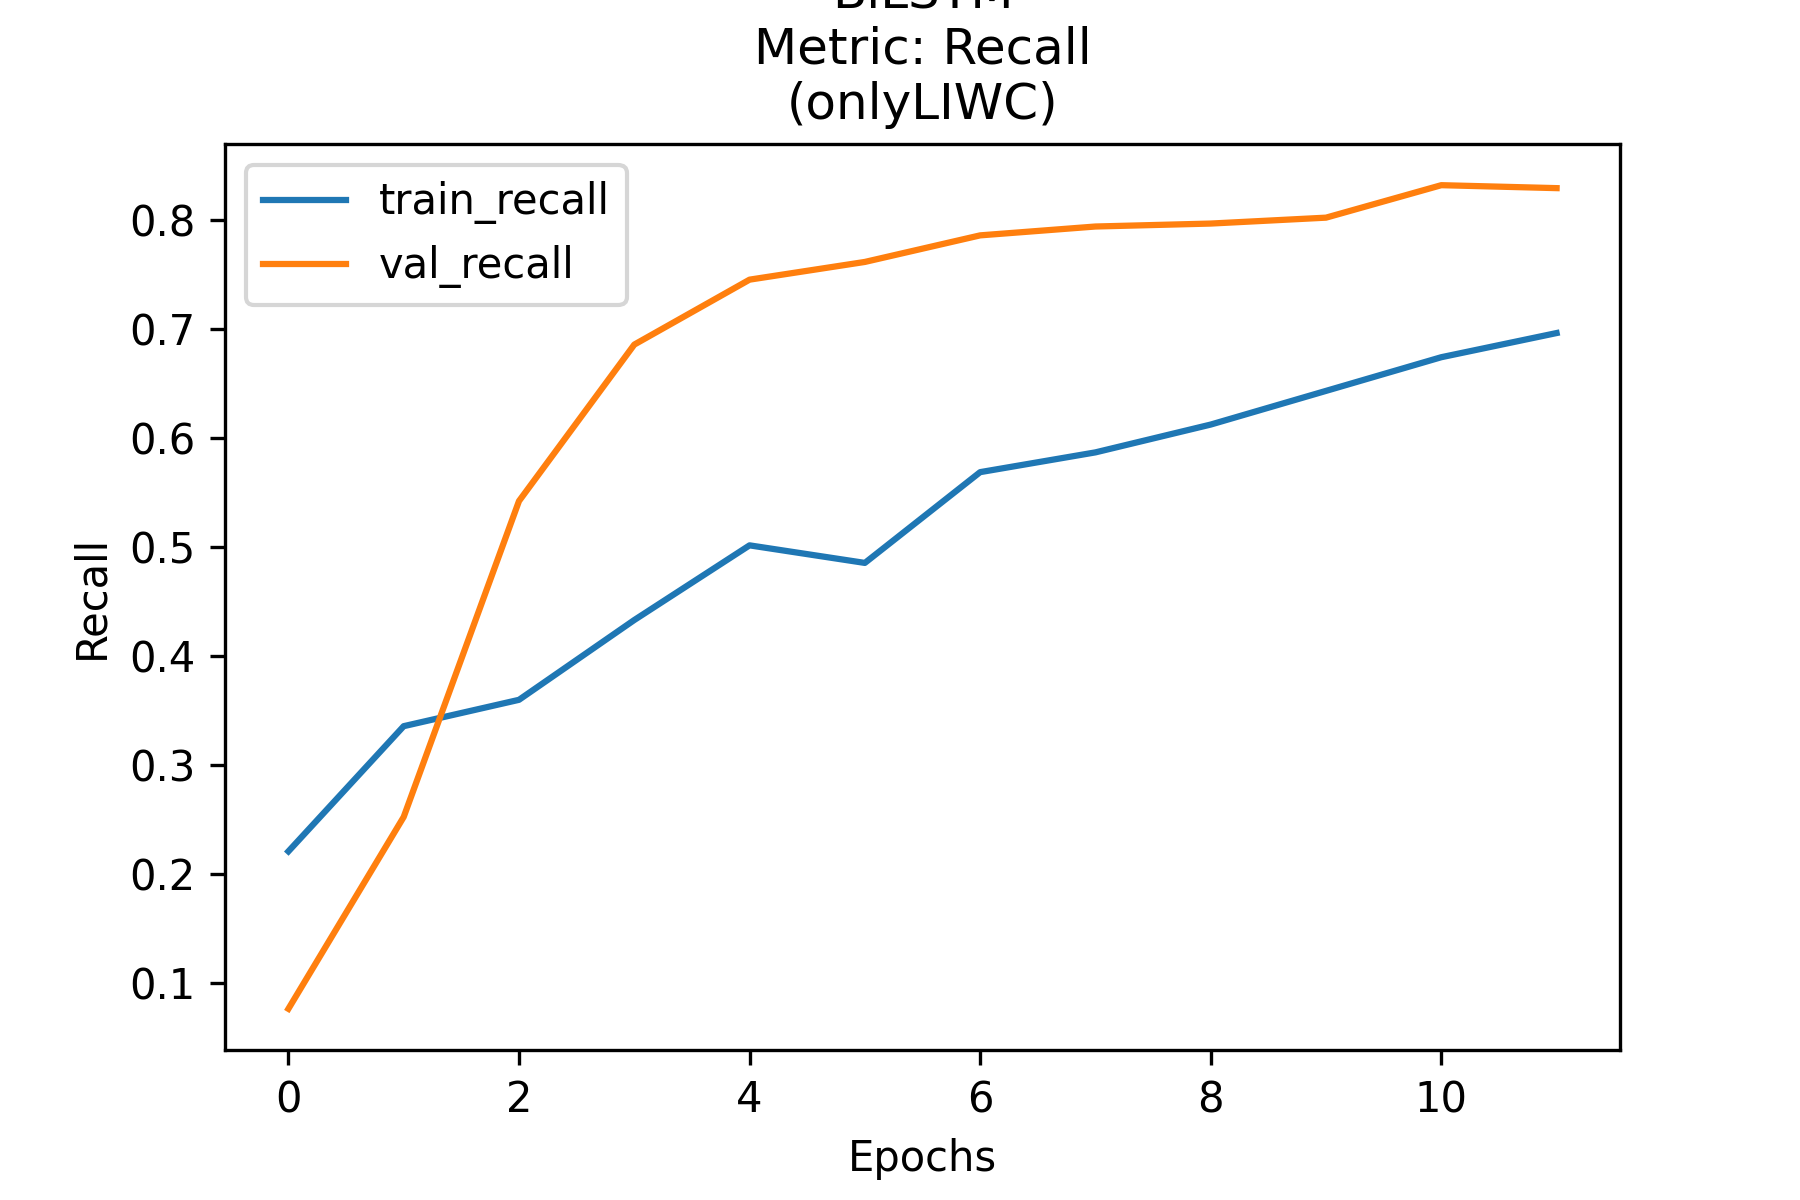 BiLSTM
Metric: Recall
(onlyLIWC)
train_recall
val_recall
0.8
0.7
0.6
0.5
0.4
0.3
0.2
0.1
Recall
0 2 4 6 8 10
Epochs